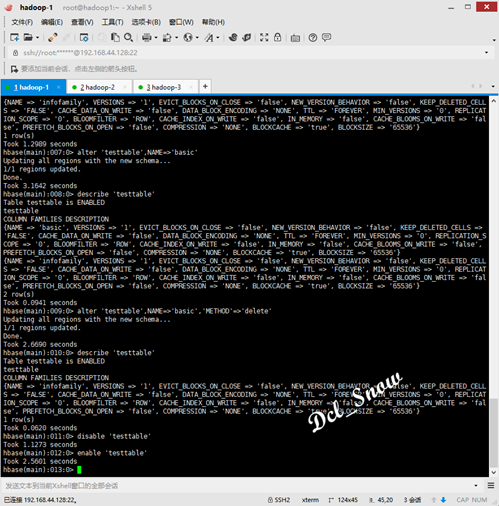 hadoop-1 root@hadoop1:~ - Xshell 5
文件(F) 编辑(E) 查看(V) 工具(T) 选项卡(B) 窗口(W) 帮助(H)
ssh://root:******@192.168.44.128:22
要添加当前会话，点击左侧的箭头按钮。
1 hadoop-1 2 hadoop-2 3 hadoop-3
{NAME => 'infofamily', VERSIONS => '1', EVICT_BLOCKS_ON_CLOSE => 'false', NEW_VERSION_BEHAVIOR => 'false', KEEP_DELETED_CELL
S => 'FALSE', CACHE_DATA_ON_WRITE => 'false', DATA_BLOCK_ENCODING => 'NONE', TTL => 'FOREVER', MIN_VERSIONS => '0', REPLICAT
ION_SCOPE => '0', BLOOMFILTER => 'ROW', CACHE_INDEX_ON_WRITE => 'false', IN_MEMORY => 'false', CACHE_BLOOMS_ON_WRITE => 'fal
se', PREFETCH_BLOCKS_ON_OPEN => 'false', COMPRESSION => 'NONE', BLOCKCACHE => 'true', BLOCKSIZE => '65536'}
1 row(s)
Took 1.2989 seconds
hbase(main):007:0> alter 'testtable',NAME=>'basic'
Updating all regions with the new schema...
1/1 regions updated.
Done.
Took 3.1642 seconds
hbase(main):008:0> describe 'testtable'
Table testtable is ENABLED
testtable
COLUMN FAMILIES DESCRIPTION
{NAME => 'basic', VERSIONS => '1', EVICT_BLOCKS_ON_CLOSE => 'false', NEW_VERSION_BEHAVIOR => 'false', KEEP_DELETED_CELLS =>
'FALSE', CACHE_DATA_ON_WRITE => 'false', DATA_BLOCK_ENCODING => 'NONE', TTL => 'FOREVER', MIN_VERSIONS => '0', REPLICATION_S
COPE => '0', BLOOMFILTER => 'ROW', CACHE_INDEX_ON_WRITE => 'false', IN_MEMORY => 'false', CACHE_BLOOMS_ON_WRITE => 'false',
PREFETCH_BLOCKS_ON_OPEN => 'false', COMPRESSION => 'NONE', BLOCKCACHE => 'true', BLOCKSIZE => '65536'}
{NAME => 'infofamily', VERSIONS => '1', EVICT_BLOCKS_ON_CLOSE => 'false', NEW_VERSION_BEHAVIOR => 'false', KEEP_DELETED_CELL
S => 'FALSE', CACHE_DATA_ON_WRITE => 'false', DATA_BLOCK_ENCODING => 'NONE', TTL => 'FOREVER', MIN_VERSIONS => '0', REPLICAT
ION_SCOPE => '0', BLOOMFILTER => 'ROW', CACHE_INDEX_ON_WRITE => 'false', IN_MEMORY => 'false', CACHE_BLOOMS_ON_WRITE => 'fal
se', PREFETCH_BLOCKS_ON_OPEN => 'false', COMPRESSION => 'NONE', BLOCKCACHE => 'true', BLOCKSIZE => '65536'}
2 row(s)
Took 0.0941 seconds
hbase(main):009:0> alter 'testtable',NAME=>'basic','METHOD'=>'delete'
Updating all regions with the new schema...
1/1 regions updated.
Done.
Took 2.6690 seconds
hbase(main):010:0> describe 'testtable'
Table testtable is ENABLED
testtable
COLUMN FAMILIES DESCRIPTION
{NAME => 'infofamily', VERSIONS => '1', EVICT_BLOCKS_ON_CLOSE => 'false', NEW_VERSION_BEHAVIOR => 'false', KEEP_DELETED_CELL
S => 'FALSE', CACHE_DATA_ON_WRITE => 'false', DATA_BLOCK_ENCODING => 'NONE', TTL => 'FOREVER', MIN_VERSIONS => '0', REPLICAT
ION_SCOPE => '0', BLOOMFILTER => 'ROW', CACHE_INDEX_ON_WRITE => 'false', IN_MEMORY => 'false', CACHE_BLOOMS_ON_WRITE => 'fal
se', PREFETCH_BLOCKS_ON_OPEN => 'false', COMPRESSION => 'NONE', BLOCKCACHE => 'true', BLOCKSIZE => '65536'}
1 row(s)
Took 0.0620 seconds
hbase(main):011:0> disable 'testtable'
Took 1.1273 seconds
hbase(main):012:0> enable 'testtable'
Took 2.5601 seconds
hbase(main):013:0>
Dcl_Snow
发送文本到当前Xshell窗口的全部会话
已连接 192.168.44.128:22。 SSH2 xterm 124x45 45,20 3 会话 CAP NUM